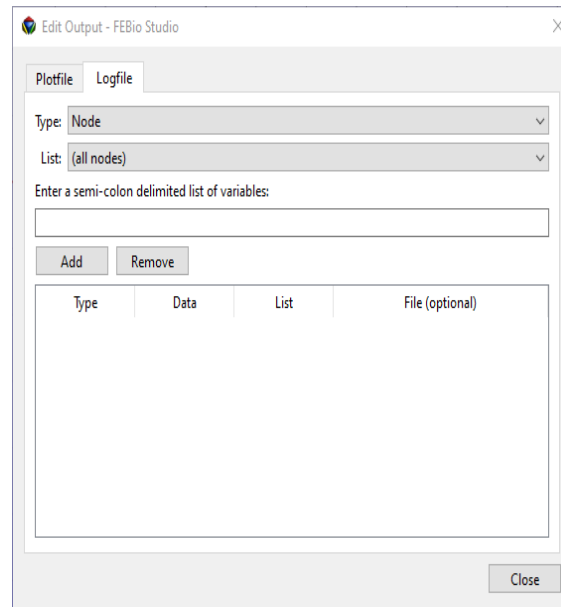 Edit Output - FEBio Studio
Plotfile Logfile
Type: Node
List: (all nodes)
Enter a semi-colon delimited list of variables:
Add Remove
Type Data List File (optional)
Close